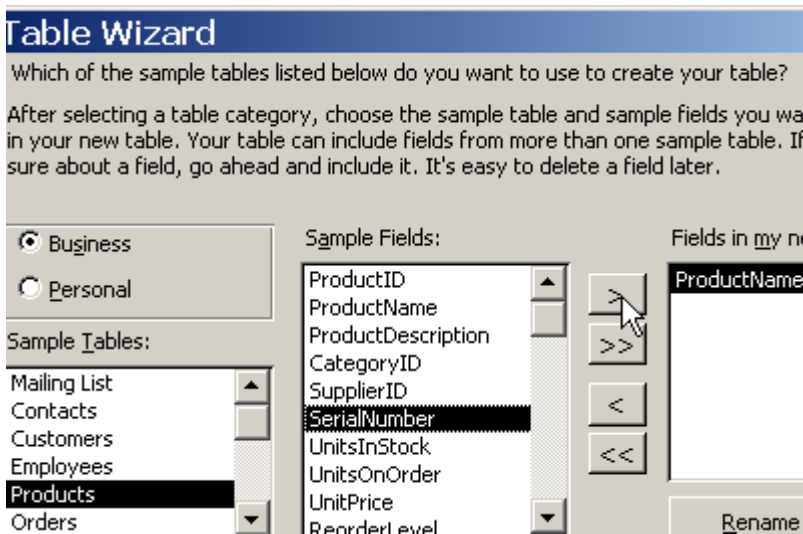 Table Wizard
Which of the sample tables listed below do you want to use to create your table?
After selecting a table category, choose the sample table and sample fields you wa
in your new table. Your table can include fields from more than one sample table. If
sure about a field, go ahead and include it. It's easy to delete a field later.
Business
Personal
Sample Tables:
Mailing List
Contacts
Customers
Employees
Products
Orders
Sample Fields:
ProductID
ProductName
ProductDescription
CategoryID
SupplierID
SerialNumber
UnitsInStock
UnitsOnOrder
UnitPrice
ReorderLevel
>
>>
<
<<
Fields in my ne
ProductName
Rename